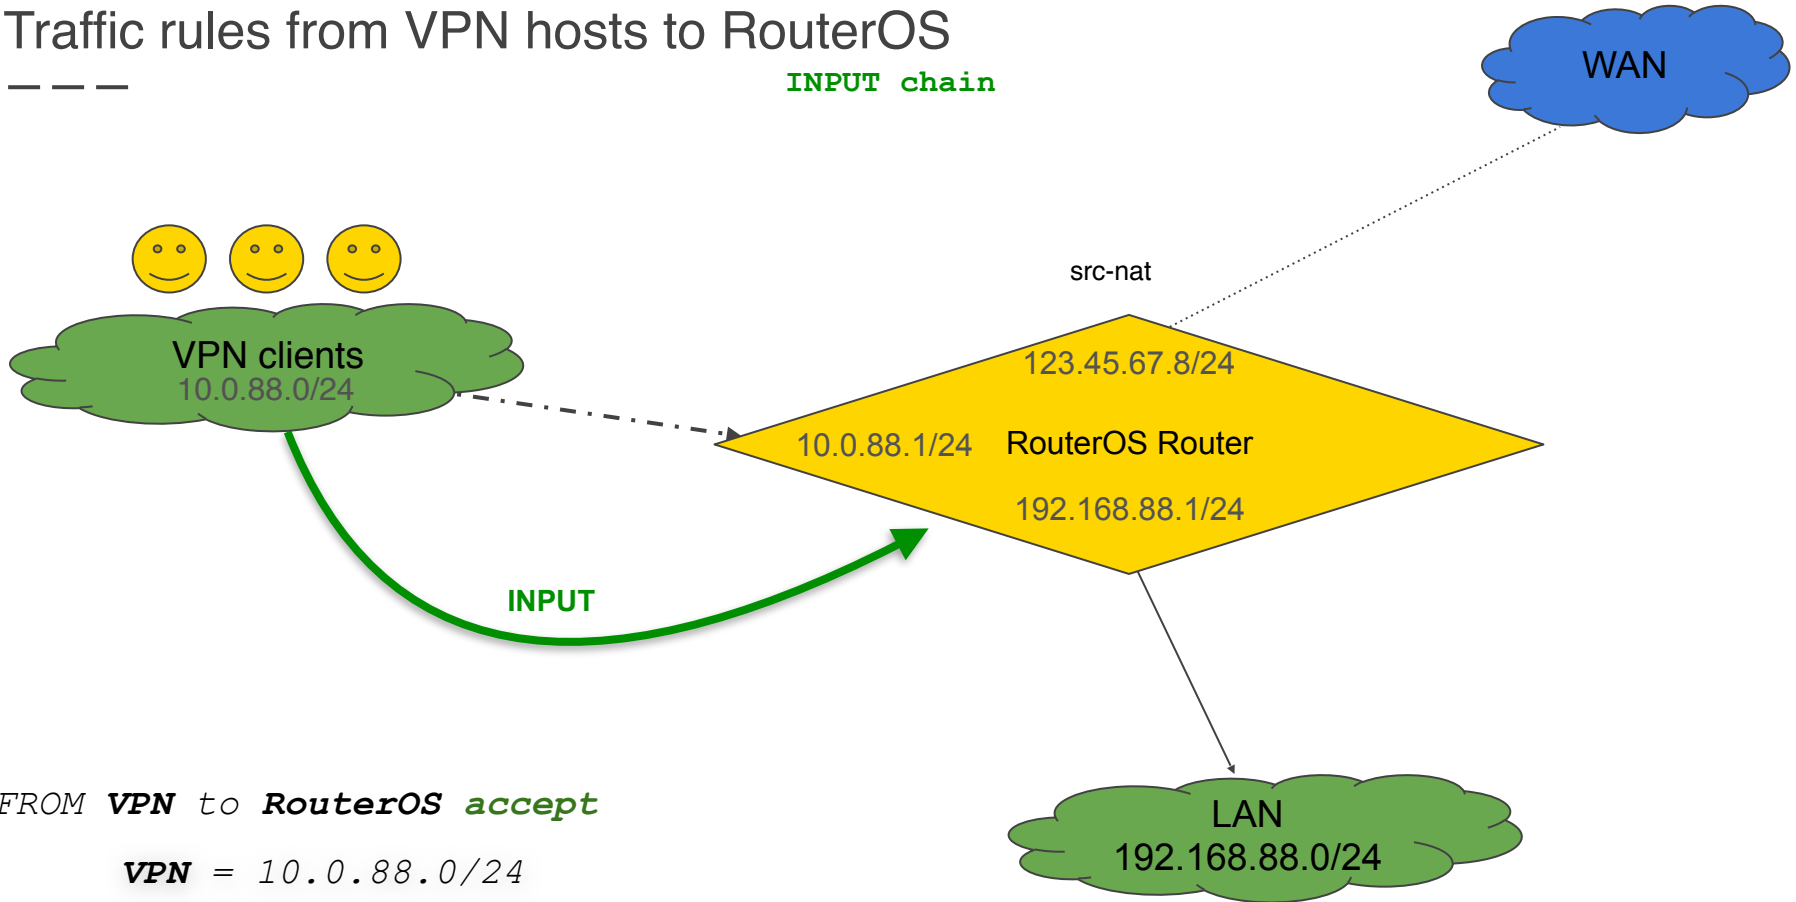 Traffic rules from VPN hosts to RouterOS
INPUT chain
WAN
src-nat
VPN clients
10.0.88.0/24
123.45.67.8/24
10.0.88.1/24 RouterOS Router
192.168.88.1/24
INPUT
FROM VPN to RouterOS accept
VPN = 10.0.88.0/24
LAN
192.168.88.0/24